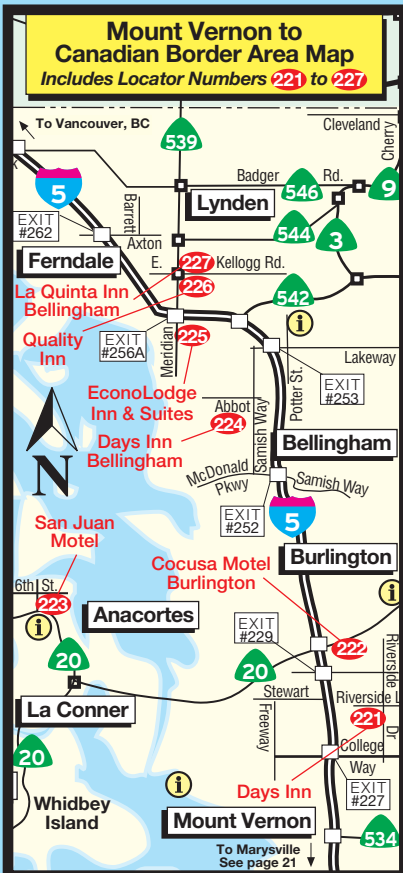 Mount Vernon to
Canadian Border Area Map
Includes Locator Numbers 221 to 227
To Vancouver, BC
539
Cleveland
Cherry
5
Badger
546
Rd.
9
Lynden
EXIT
#262
Barrett
Axton
544
3
Ferndale
E.
227
Kellogg Rd.
La Quinta Inn
Bellingham
226
542
Quality
Inn
EXIT
#256A
Meridian
225
Lakeway
EconoLodge
Inn & Suites
Potter St.
EXIT
#253
Abbot
224
Samish Way
Days Inn
Bellingham
Bellingham
McDonald
Pkwy
Samish Way
N
EXIT
#252
5
San Juan
Motel
Burlington
Cocusa Motel
Burlington
6th
St.
223
i
Anacortes
EXIT
#229
222
Riverside
20
20
Stewart
Riverside L
La Conner
Freeway
221
Dr
College
20
Way
Days Inn
EXIT
#227
Whidbey
Island
i
Mount Vernon
To Marysville
See page 21
534
i
i